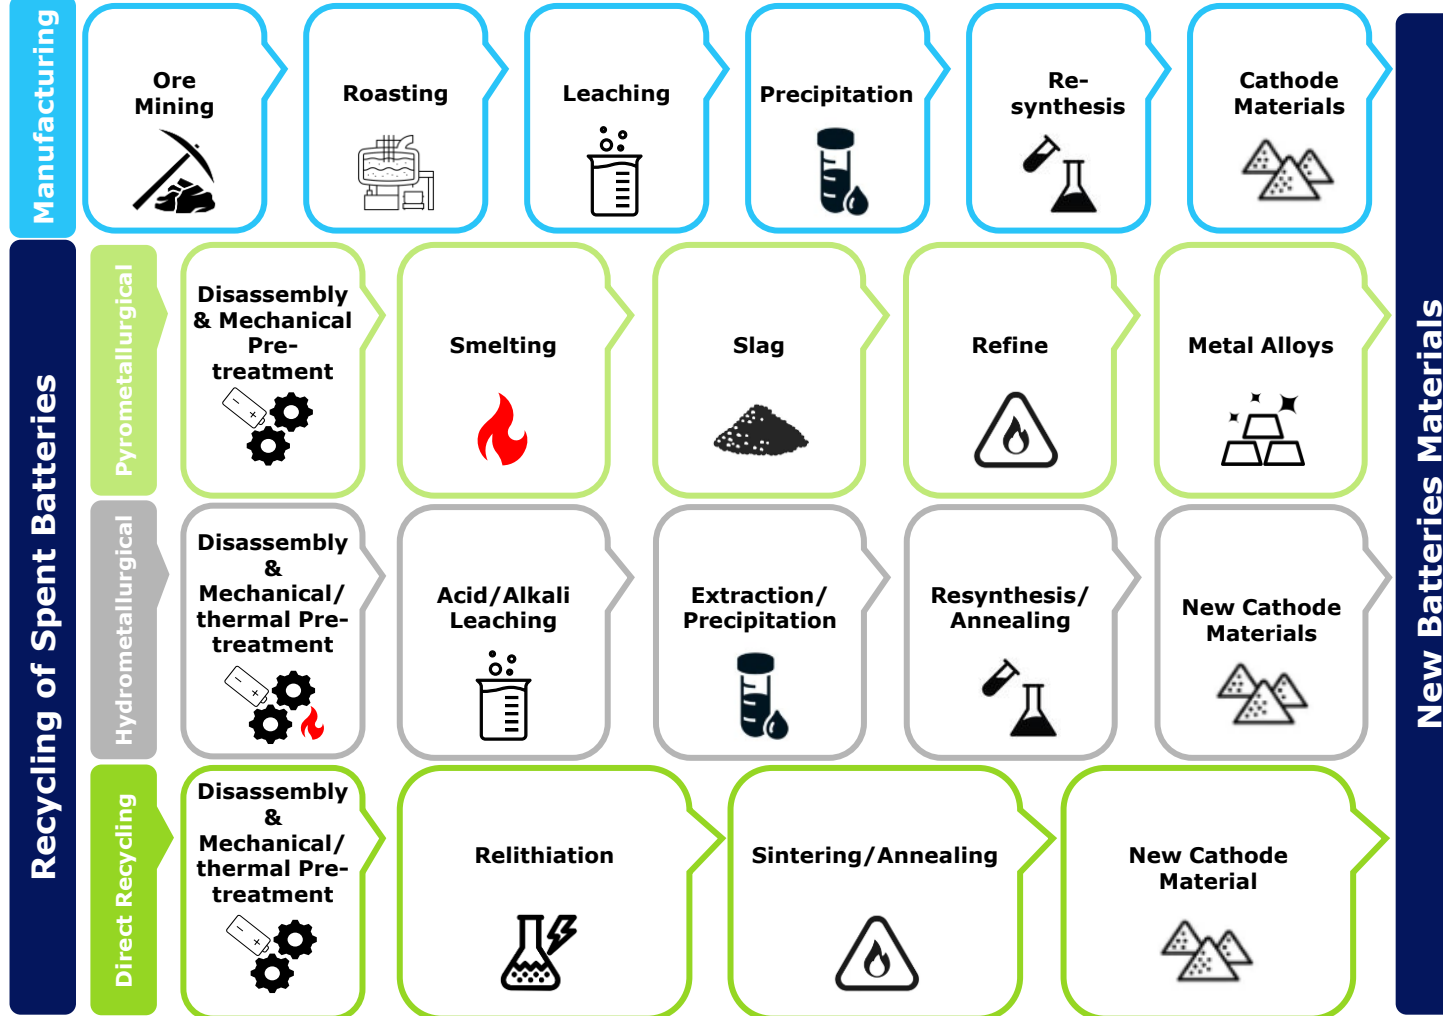 Manufacturing
Ore
Mining
Roasting
Leaching
Precipitation
Re-
synthesis
Cathode
Materials
Recycling of Spent Batteries
Pyrometallurgical
Disassembly
& Mechanical
Pre-
treatment
Smelting
Slag
Refine
Metal Alloys
Hydrometallurgical
Disassembly
&
Mechanical/
thermal Pre-
treatment
Acid/Alkali
Leaching
Extraction/
Precipitation
Resynthesis/
Annealing
New Cathode
Materials
Direct Recycling
Disassembly
&
Mechanical/
thermal Pre-
treatment
Relithiation
Sintering/Annealing
New Cathode
Material
New Batteries Materials